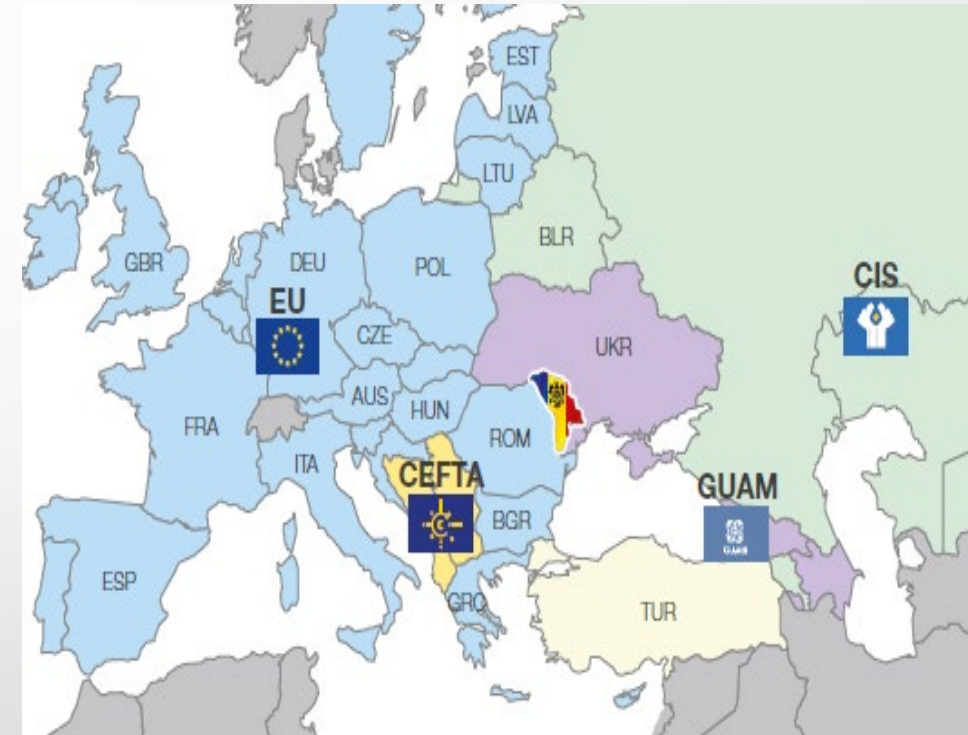 EST
LVA
LTU
BLR
GBR
DEU
POL
EU
CIS
CZE
UKR
AUS
HUN
FRA
ROM
ITA
CEFTA
GUAM
BGR
GUAM
ESP
GRC
TUR